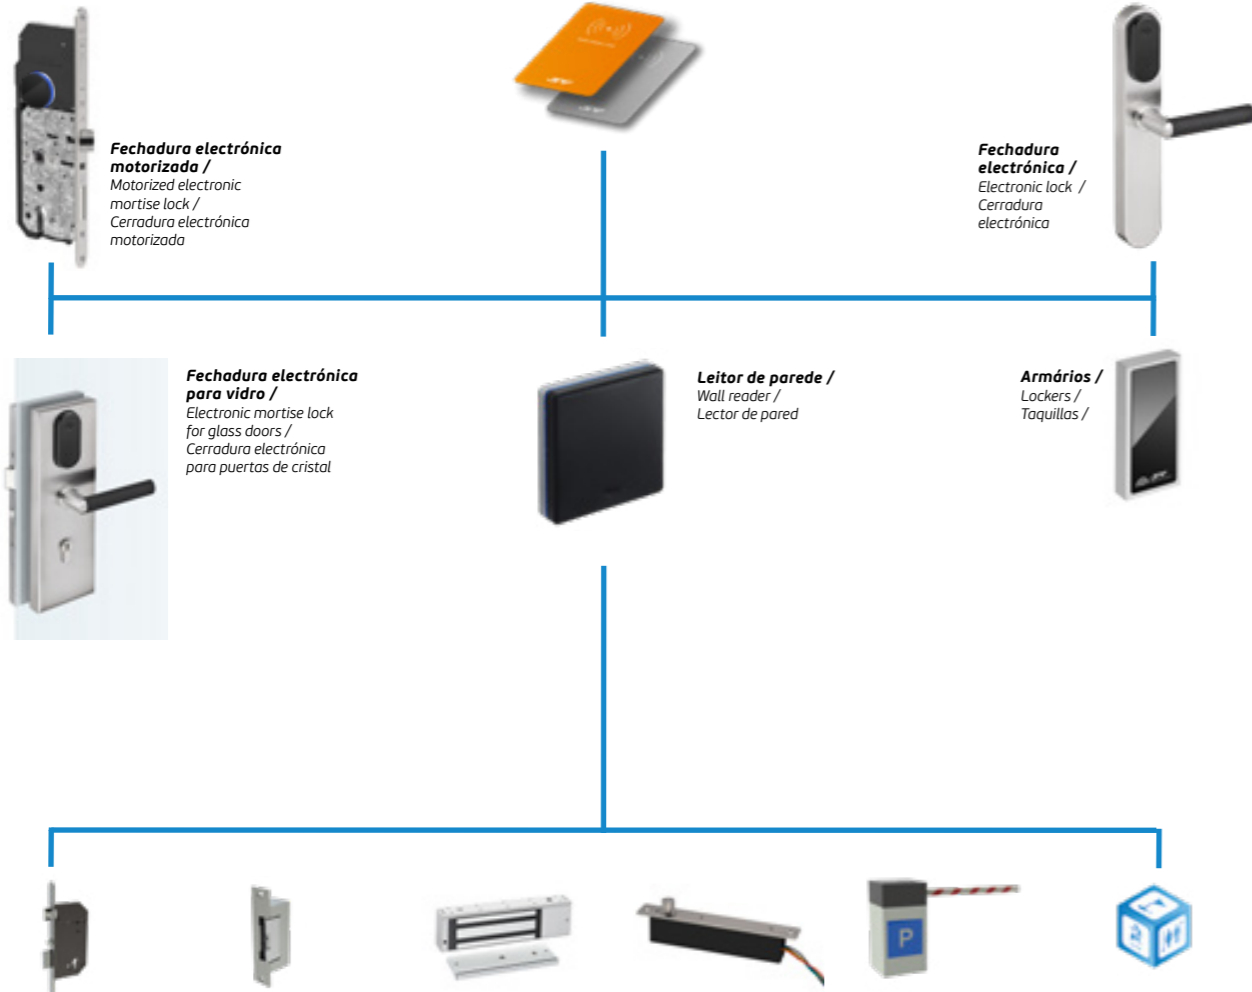 Fechadura electrónica
motorizada /
Motorized electronic
mortise lock /
Cerradura electrónica
motorizada
Fechadura
electrónica /
Electronic lock /
Cerradura
electrónica
Fechadura electrónica
para vidro /
Electronic mortise lock
for glass doors /
Cerradura electrónica
para puertas de cristal
Leitor de parede /
Wall reader /
Lector de pared
Armários /
Lockers /
Taquillas /
P
2